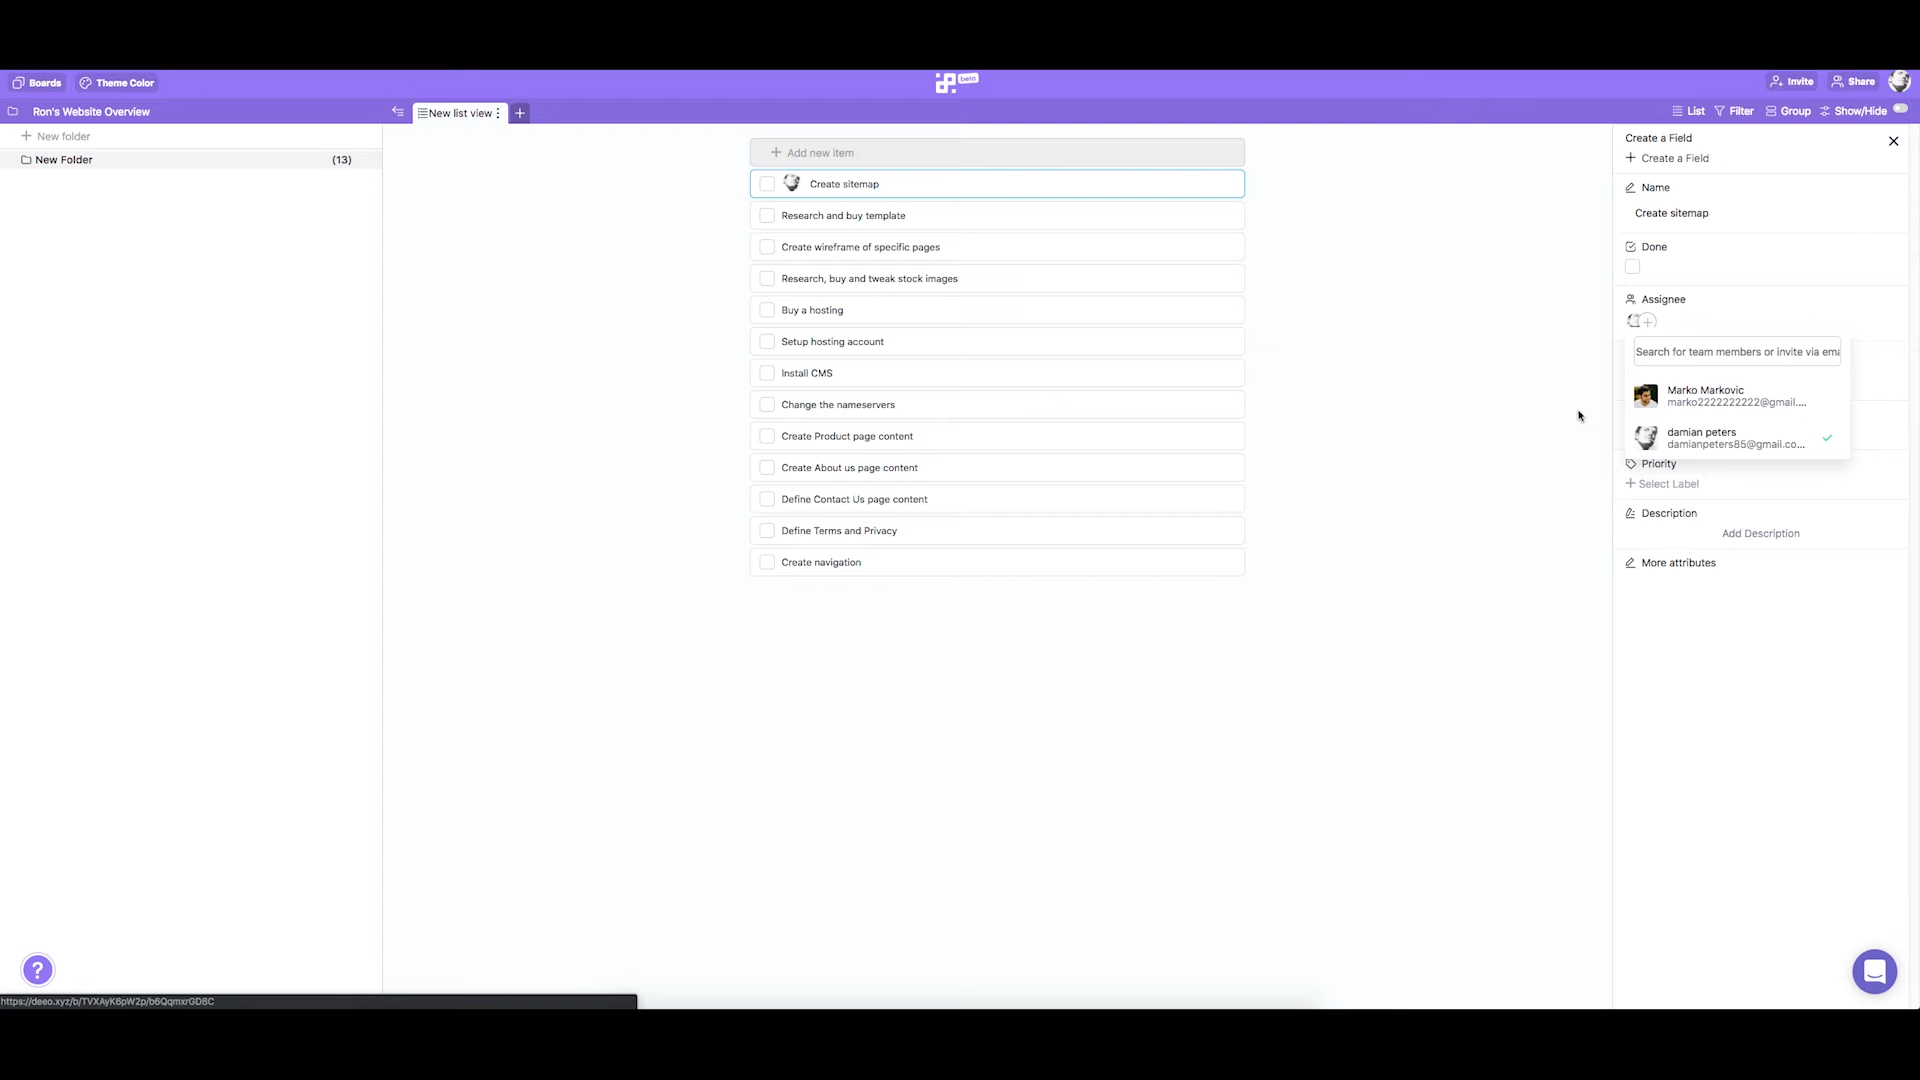 Boards
Theme Color
beta
Invite
Share
Ron's Website Overview
New list view
List
Filter
Group
Show/Hide
New folder
New Folder
(13)
Add new item
Create sitemap
Research and buy template
Create wireframe of specific pages
Research, buy and tweak stock images
Buy a hosting
Setup hosting account
Install CMS
Change the nameservers
Create Product page content
Create About us page content
Define Contact Us page content
Define Terms and Privacy
Create navigation
Create a Field
+ Create a Field
Name
Create sitemap
Done
Assignee
Search for team members or invite via ema
Marko Markovic
marko2222222222@gmail....
damian peters
damianpeters85@gmail.co...
Priority
+ Select Label
Description
Add Description
More attributes
?
https://deeo.xyz/b/TVXAyK6pW2p/b6QqmxrGD8C